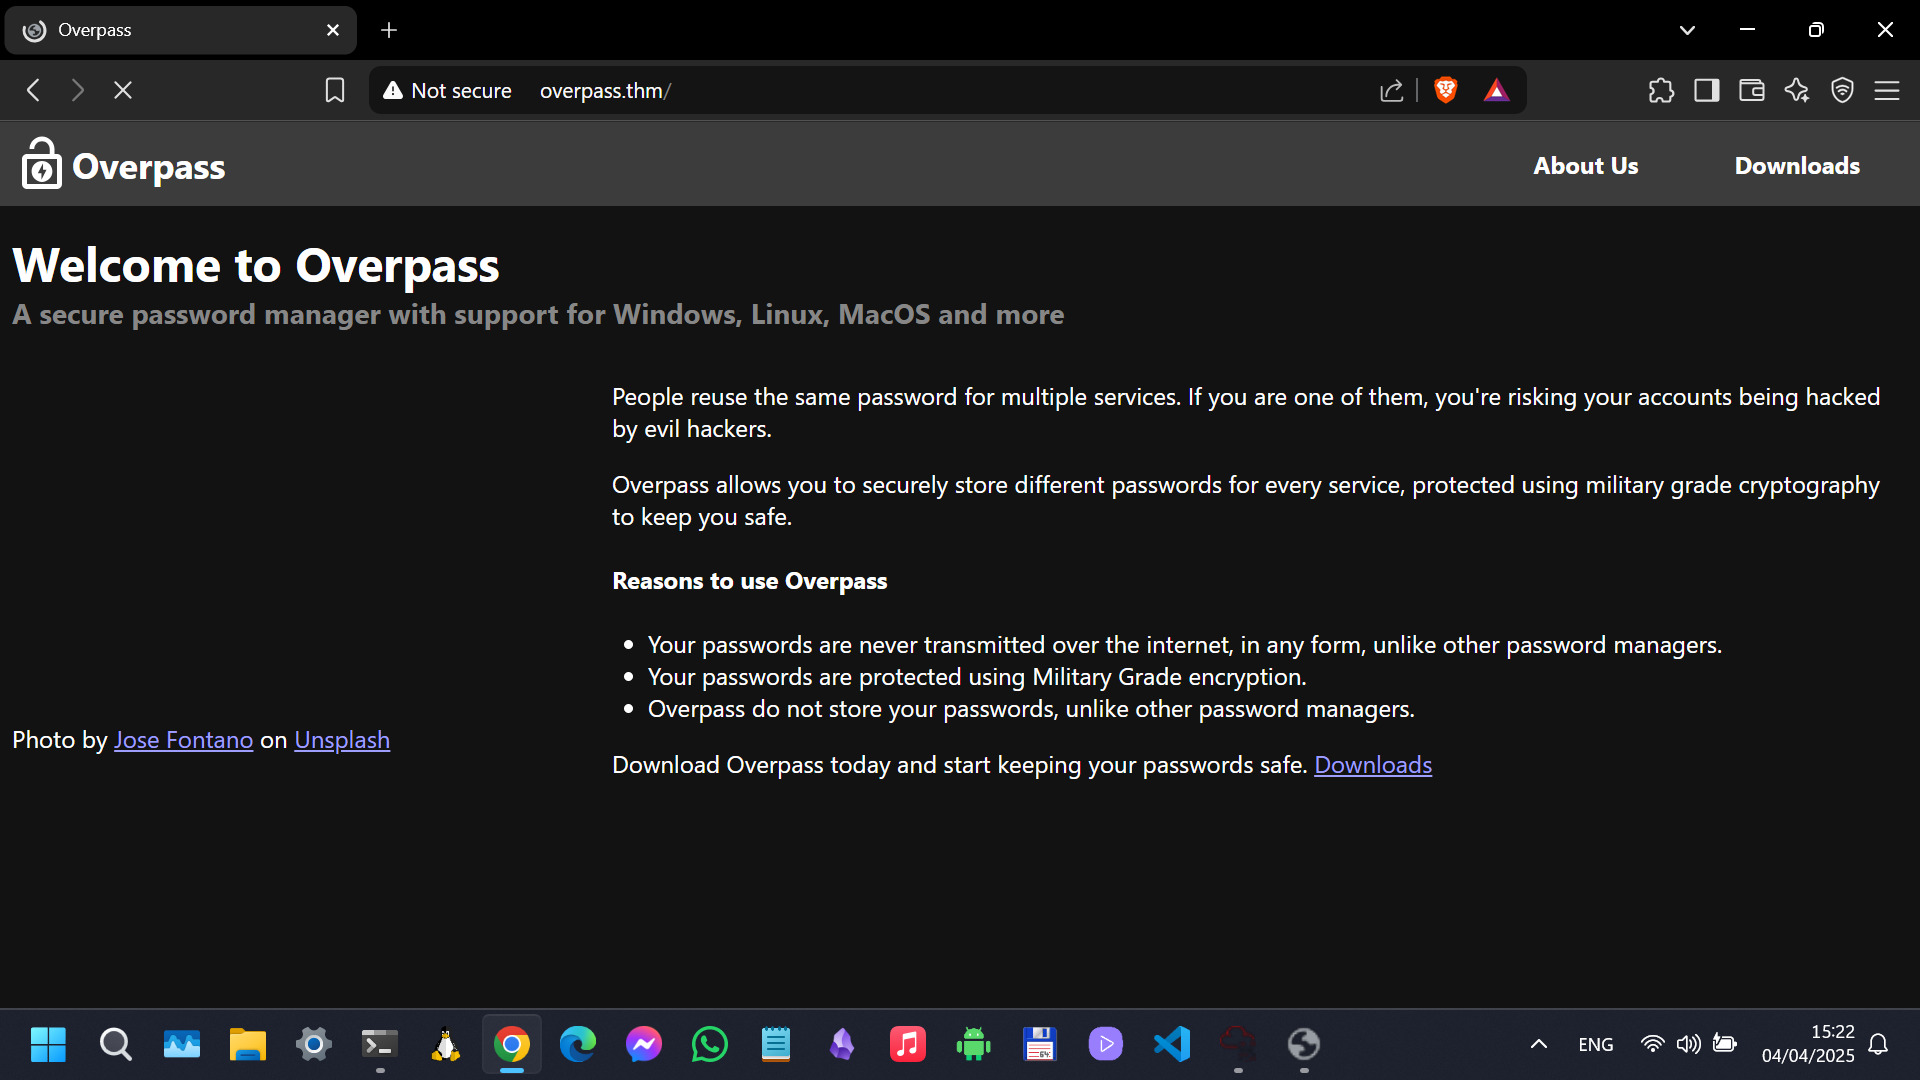 Overpass
Not secure overpass.thm/
Overpass
About Us
Downloads
Welcome to Overpass
A secure password manager with support for Windows, Linux, MacOS and more
People reuse the same password for multiple services. If you are one of them, you're risking your accounts being hacked
by evil hackers.
Overpass allows you to securely store different passwords for every service, protected using military grade cryptography
to keep you safe.
Reasons to use Overpass
Your passwords are never transmitted over the internet, in any form, unlike other password managers.
Your passwords are protected using Military Grade encryption.
Overpass do not store your passwords, unlike other password managers.
Photo by Jose Fontano on Unsplash
Download Overpass today and start keeping your passwords safe. Downloads
64
ENG
15:22
04/04/2025